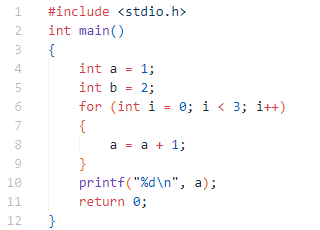 1 #include <stdio.h>
2 int main()
3 {
4     int a = 1;
5     int b = 2;
6     for (int i = 0; i < 3; i++)
7     {
8         a = a + 1;
9     }
10     printf("%d\n", a);
11     return 0;
12 }